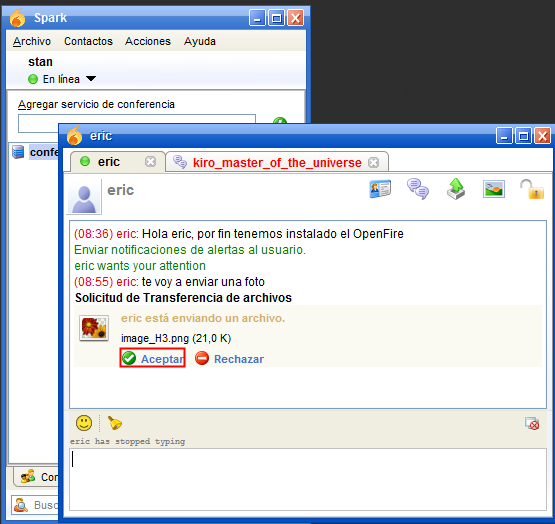 Spark
Archivo Contactos Acciones Ayuda
stan
En línea
Agregar servicio de conferencia
eric
eric kiro_master_of_the_universe
eric
(08:36) eric: Hola eric, por fin tenemos instalado el OpenFire
Enviar notificaciones de alertas al usuario.
eric wants your attention
(08:55) eric: te voy a enviar una foto
Solicitud de Transferencia de archivos
eric está enviando un archivo.
image_H3.png (21,0 K)
Aceptar Rechazar
eric has stopped typing